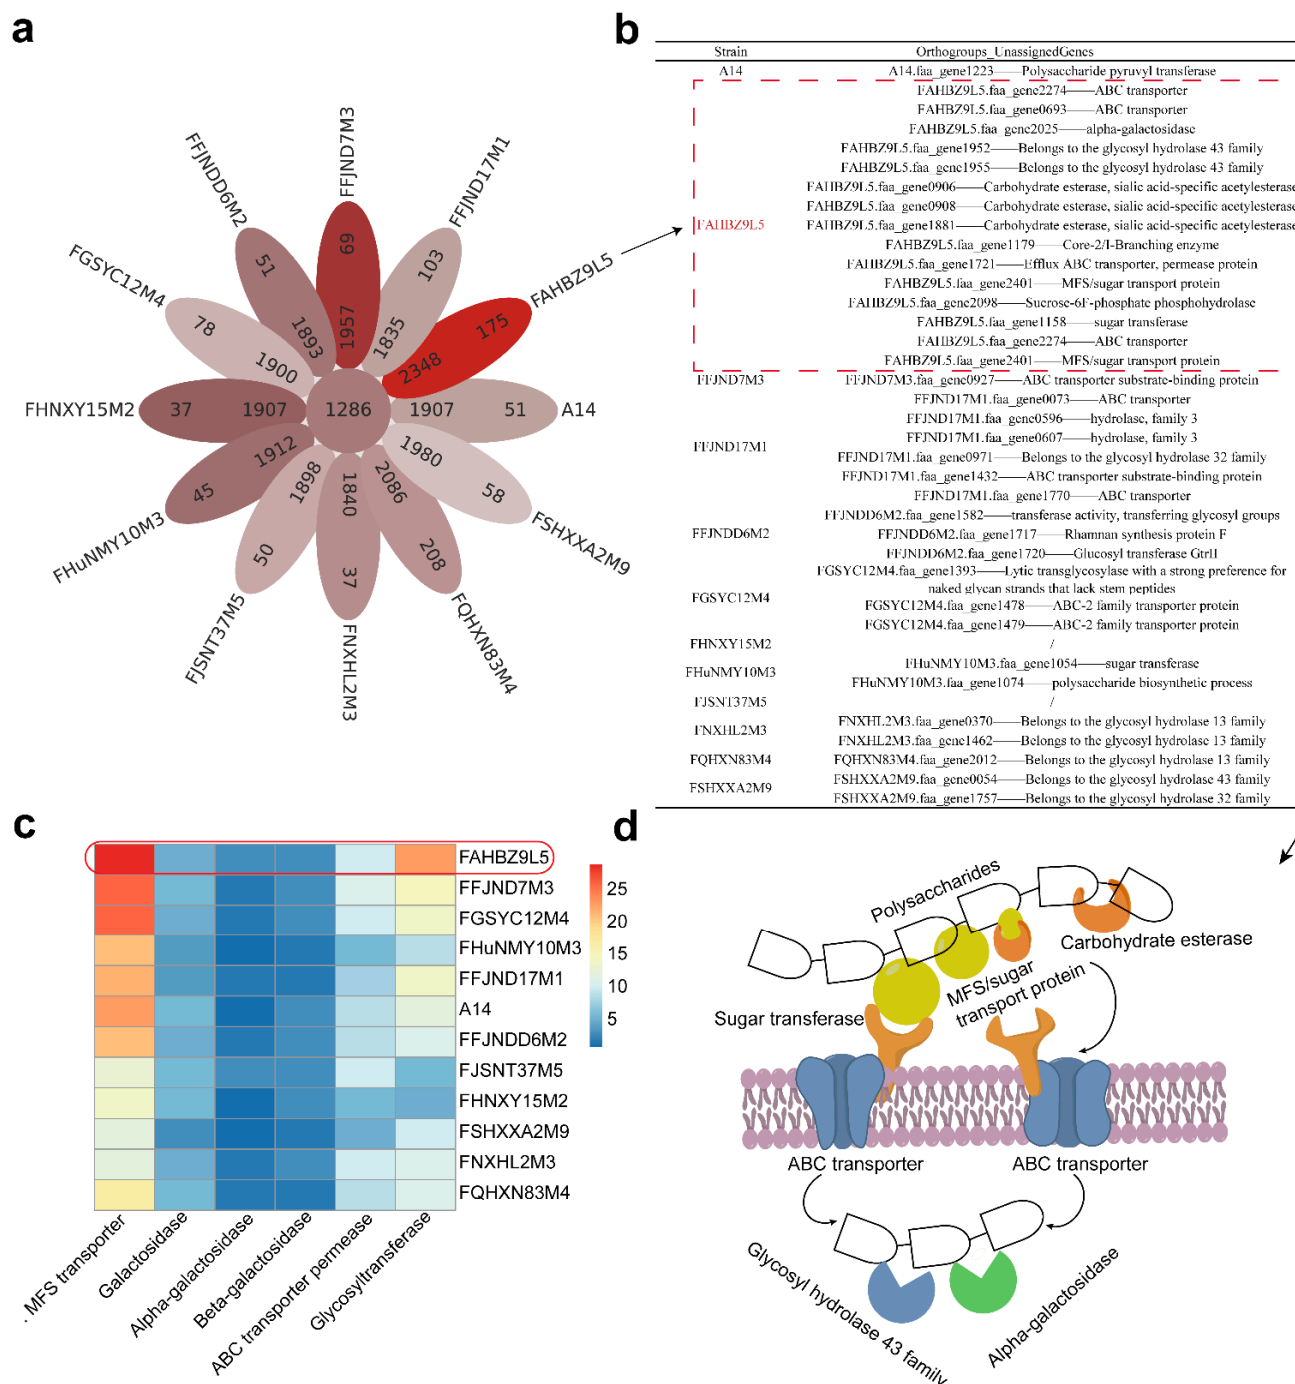 a
FFJND7M3
69
1957
FFJND17M1
103
1835
FAHBZ9L5
175
2348
A14
51
1907
FSHXXA2M9
58
1980
FQHXN83M4
208
2086
FNXHL2M3
37
1840
FJSNT37M5
50
1898
FHuNMY10M3
45
1912
FHNXY15M2
37
1907
FGSYC12M4
78
1900
FFJNDD6M2
51
1893
1286
b
Strain Orthogroups_UnassignedGenes
A14 A14.faa_gene1223——Polysaccharide pyruvyl transferase
FAHBZ9L5.faa_gene2274——ABC transporter
FAHBZ9L5.faa_gene0693——ABC transporter
FAHBZ9L5.faa_gene2025——alpha-galactosidase
FAHBZ9L5.faa_gene1952——Belongs to the glycosyl hydrolase 43 family
FAHBZ9L5.faa_gene1955——Belongs to the glycosyl hydrolase 43 family
FAHBZ9L5.faa_gene0906——Carbohydrate esterase, sialic acid-specific acetylesterase
FAHBZ9L5.faa_gene0908——Carbohydrate esterase, sialic acid-specific acetylesterase
FAHBZ9L5 FAHBZ9L5.faa_gene1881——Carbohydrate esterase, sialic acid-specific acetylesterase
FAHBZ9L5.faa_gene1179——Core-2/I-Branching enzyme
FAHBZ9L5.faa_gene1721——Efflux ABC transporter, permease protein
FAHBZ9L5.faa_gene2401——MFS/sugar transport protein
FAHBZ9L5.faa_gene2098——Sucrose-6F-phosphate phosphohydrolase
FAHBZ9L5.faa_gene1158——sugar transferase
FAHBZ9L5.faa_gene2274——ABC transporter
FAHBZ9L5.faa_gene2401——MFS/sugar transport protein
FFJND7M3 FFJND7M3.faa_gene0927——ABC transporter substrate-binding protein
FFJND17M1.faa_gene0073——ABC transporter
FFJND17M1.faa_gene0596——hydrolase, family 3
FFJND17M1.faa_gene0607——hydrolase, family 3
FFJND17M1 FFJND17M1.faa_gene0971——Belongs to the glycosyl hydrolase 32 family
FFJND17M1.faa_gene1432——ABC transporter substrate-binding protein
FFJND17M1.faa_gene1770——ABC transporter
FFJNDD6M2.faa_gene1582——transferase activity, transferring glycosyl groups
FFJNDD6M2 FFJNDD6M2.faa_gene1717——Rhamnan synthesis protein F
FFJNDD6M2.faa_gene1720——Glucosyl transferase GtrII
FGSYC12M4.faa_gene1393——Lytic transglycosylase with a strong preference for
naked glycan strands that lack stem peptides
FGSYC12M4 FGSYC12M4.faa_gene1478——ABC-2 family transporter protein
FGSYC12M4.faa_gene1479——ABC-2 family transporter protein
FHNXY15M2 /
FHuNMY10M3 FHuNMY10M3.faa_gene1054——sugar transferase
FHuNMY10M3.faa_gene1074——polysaccharide biosynthetic process
FJSNT37M5 /
FNXHL2M3 FNXHL2M3.faa_gene0370——Belongs to the glycosyl hydrolase 13 family
FNXHL2M3.faa_gene1462——Belongs to the glycosyl hydrolase 13 family
FQHXN83M4 FQHXN83M4.faa_gene2012——Belongs to the glycosyl hydrolase 13 family
FSHXXA2M9 FSHXXA2M9.faa_gene0054——Belongs to the glycosyl hydrolase 43 family
FSHXXA2M9.faa_gene1757——Belongs to the glycosyl hydrolase 32 family
c
FAHBZ9L5
FFJND7M3
FGSYC12M4
FHuNMY10M3
FFJND17M1
A14
FFJNDD6M2
FJSNT37M5
FHNXY15M2
FSHXXA2M9
FNXHL2M3
FQHXN83M4
25
20
15
10
5
. MFS transporter
Galactosidase
Alpha-galactosidase
Beta-galactosidase
ABC transporter permease
Glycosyltransferase
d
Polysaccharides
Carbohydrate esterase
MFS/sugar
transport protein
Sugar transferase
ABC transporter
ABC transporter
Glycosyl hydrolase 43 family
Alpha-galactosidase